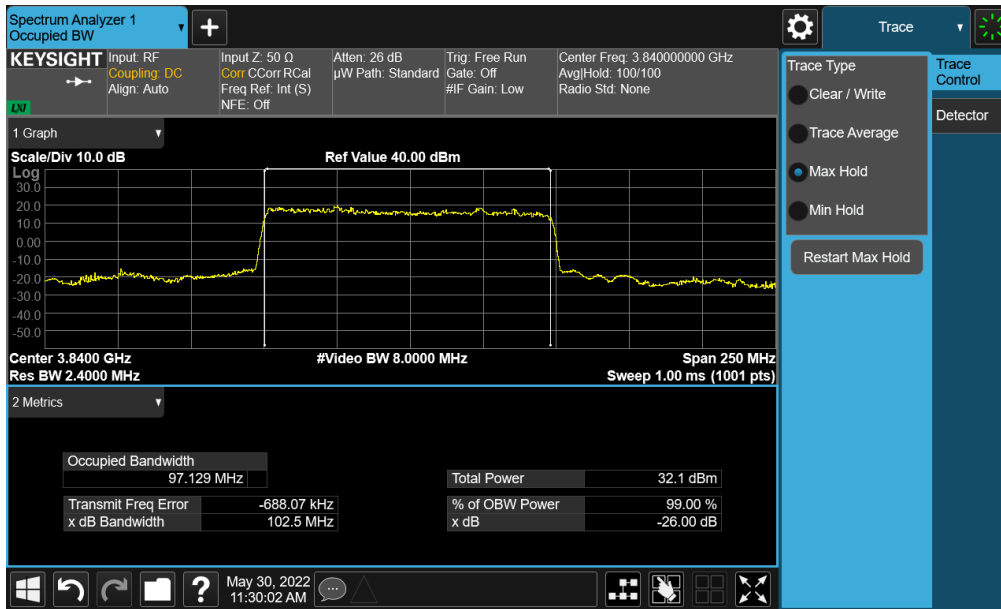 Spectrum Analyzer 1
Occupied BW
+
Trace
KEYSIGHT
LXI
Input: RF
Coupling: DC
Align: Auto
Input Z: 50 Ω
Corr CCorr RCal
Freq Ref: Int (S)
NFE: Off
Atten: 26 dB
µW Path: Standard
Trig: Free Run
Gate: Off
#IF Gain: Low
Center Freq: 3.840000000 GHz
Avg|Hold: 100/100
Radio Std: None
Trace Type
Clear / Write
Trace Average
Max Hold
Min Hold
Restart Max Hold
Trace
Control
Detector
1 Graph
Scale/Div 10.0 dB
Ref Value 40.00 dBm
Log
30.0
20.0
10.0
0.00
-10.0
-20.0
-30.0
-40.0
-50.0
Center 3.8400 GHz
#Video BW 8.0000 MHz
Span 250 MHz
Res BW 2.4000 MHz
Sweep 1.00 ms (1001 pts)
2 Metrics
Occupied Bandwidth
97.129 MHz
Total Power 32.1 dBm
Transmit Freq Error -688.07 kHz
% of OBW Power 99.00 %
x dB Bandwidth 102.5 MHz
x dB -26.00 dB
?
May 30, 2022
11:30:02 AM